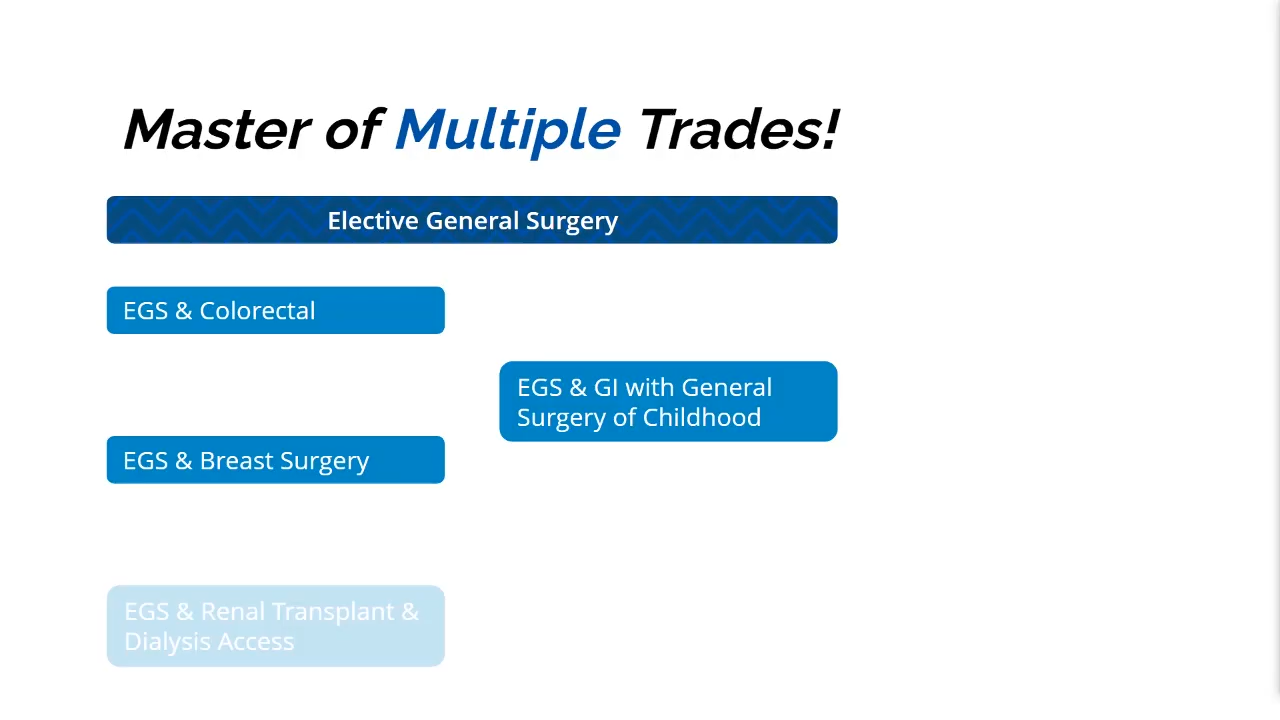 Master of Multiple Trades!
Elective General Surgery
EGS & Colorectal
EGS & GI with General
Surgery of Childhood
EGS & Breast Surgery
EGS & Renal Transplant &
Dialysis Access